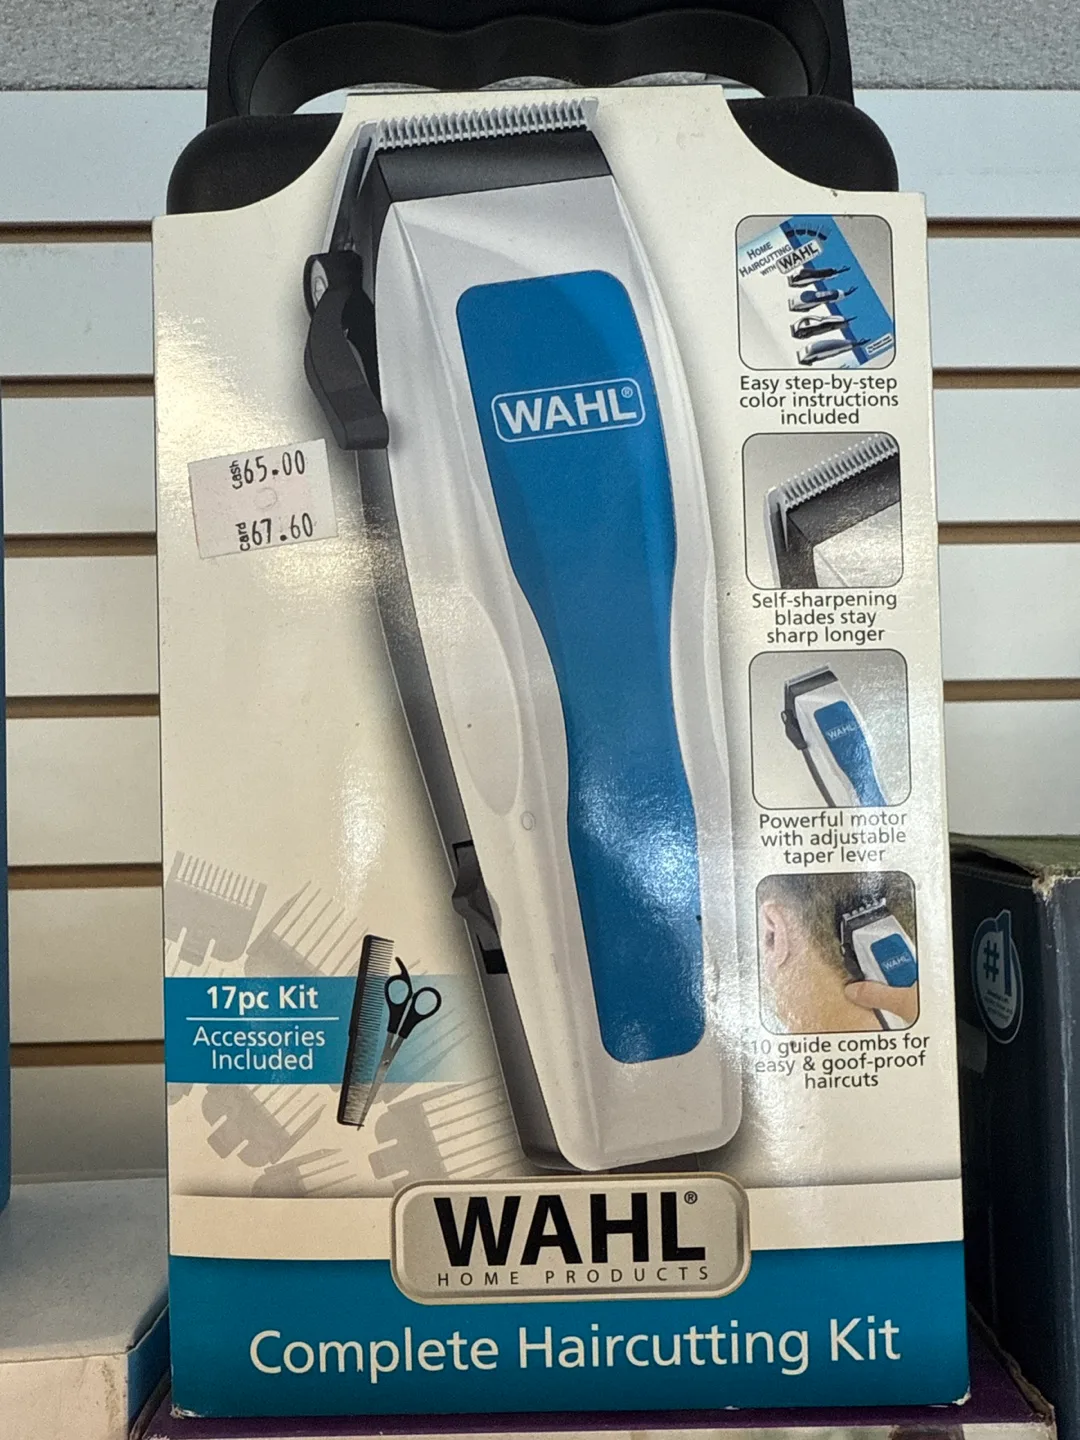 HOME
HAIRCUTTING
WITH WAHL
Easy step-by-step
color instructions
included
WAHL®
cash 65.00
card 67.60
Self-sharpening
blades stay
sharp longer
WAHL
Powerful motor
with adjustable
taper lever
WAHL
10 guide combs for
easy & goof-proof
haircuts
17pc Kit
Accessories
Included
#1
WAHL®
HOME PRODUCTS
Complete Haircutting Kit